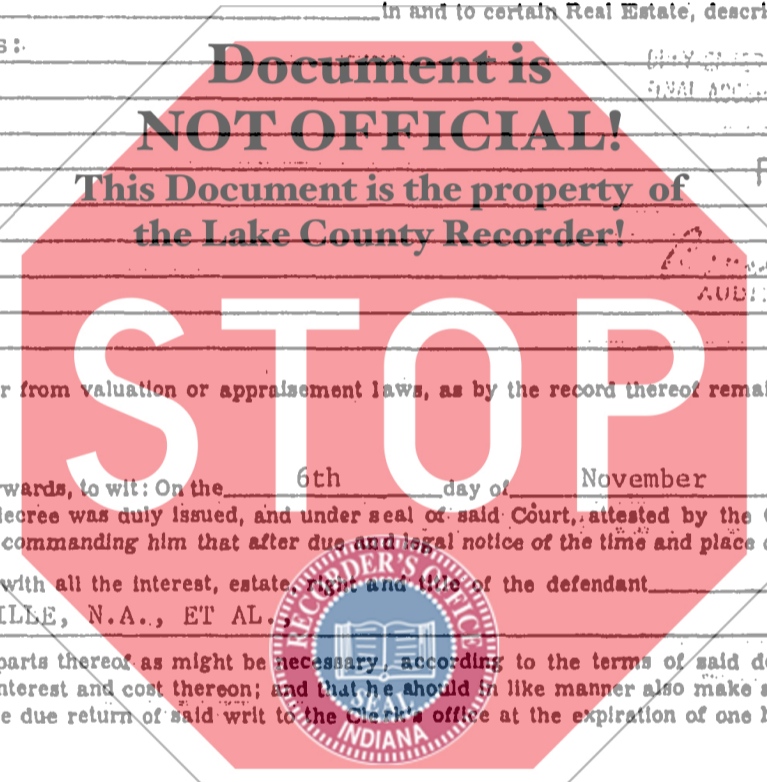 in and to certain Real Estate, descri
s:
Document is
NOT OFFICIAL!
This Document is the property of
the Lake County Recorder!
AUDI
STOP
r from valuation or appraisement laws, as by the record thereof remai
wards, to wit: On the 6th day of November
decree was duly issued, and under seal of said Court, attested by the
commanding him that after due and legal notice of the time and place
with all the interest, estate, right and title of the defendant
ILLE, N.A., ET AL.,
parts thereof as might be necessary, according to the terms of said d
nterest and cost thereon; and that he should in like manner also make
e due return of said writ to the Clerk's office at the expiration of one
RECORDER'S OFFICE
SEAL
INDIANA